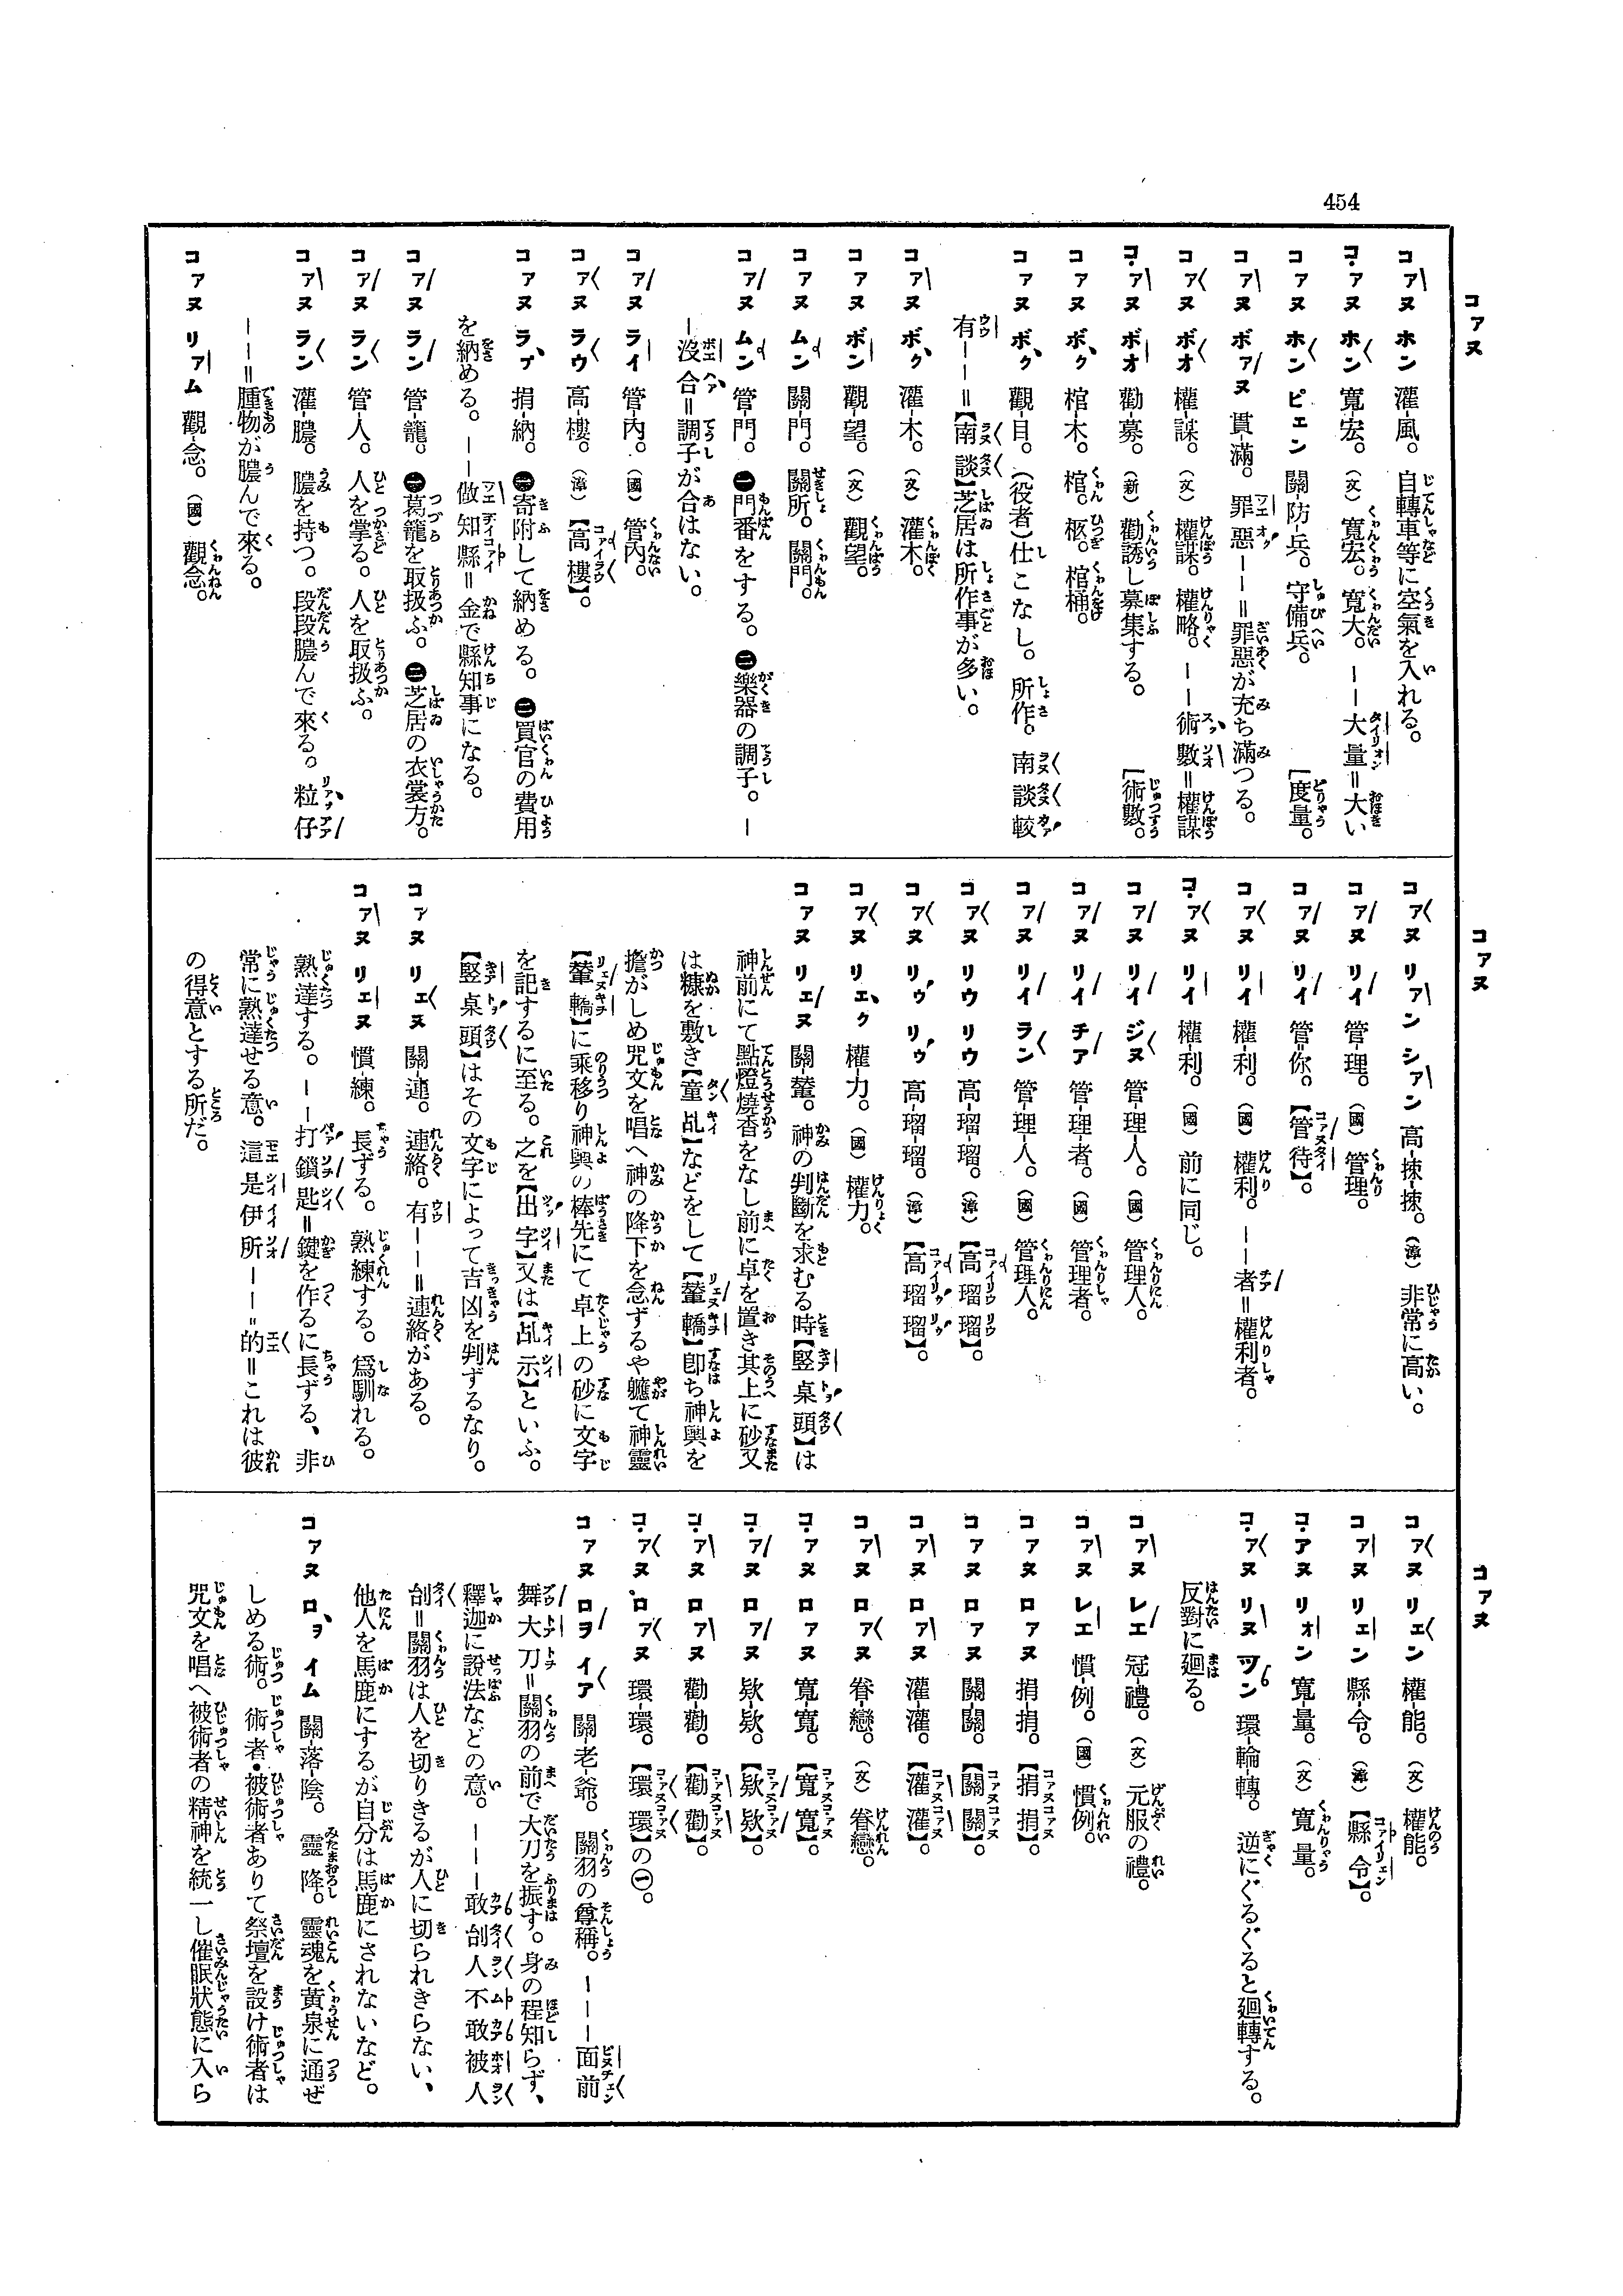 454
コァヌ
コァヌ ホン 灌-風。 自轉車等に空氣を入れる。
コァヌ ホン 寬-宏。(文) 寬宏。寬大。――大量=大い[度量。
コァヌ ホン ピェン 關-防-兵。 守備兵。
コァヌ ボァヌ 貫-滿。 罪惡――=罪惡が充ち滿つる。
コァヌ ボオ 權-謀。(文) 權謀。權略。――術數=權謀[術數。
コァヌ ボオ 勸-募。(新) 勸誘し募集する。
コァヌ ボク 棺-木。 棺。柩。棺桶。
コァヌ ボク 觀-目。 (役者)仕こなし。所作。南談較
有――=【南談】芝居は所作事が多い。
コァヌ ボク 灌-木。(文) 灌木。
コァヌ ボン 觀-望。(文) 觀望。
コァヌ ムン 關-門。 關所。關門。
コァヌ ムン 管-門。 ㊀門番をする。㊁樂器の調子。―
―沒合=調子が合はない。
コァヌ ライ 管-內。(國) 管內。
コァヌ ラウ 高-樓。(漳) 【高樓】。
コァヌ ラプ 捐-納。 ㊀寄附して納める。㊁買官の費用
を納める。――做知縣=金で縣知事になる。
コァヌ ラン 管-籠。 ㊀葛籠を取扱ふ。㊁芝居の衣裳方。
コァヌ ラン 管-人。 人を掌る。人を取扱ふ。
コァヌ ラン 灌-膿。 膿を持つ。段段膿んで來る。粒仔
――=腫物が膿んで來る。
コァヌ リァム 觀-念。(國) 觀念。
コァヌ
コァヌ リァン シァン 高-拺-拺。(漳) 非常に高い。
コァヌ リイ 管-理。(國) 管理。
コァヌ リイ 管-你。 【管待】。
コァヌ リイ 權-利。(國) 權利。――者=權利者。
コァヌ リイ 權-利。(國) 前に同じ。
コァヌ リイ ジヌ 管-理-人。(國) 管理人。
コァヌ リイ チア 管-理-者。(國) 管理者。
コァヌ リイ ラン 管-理-人。(國) 管理人。
コァヌ リウ リウ 高-瑠-瑠。(漳) 【高瑠瑠】。
コァヌ リゥ リゥ 高-瑠-瑠。(漳) 【高瑠瑠】。
コァヌ リェク 權-力。(國) 權力。
コァヌ リェヌ 關-輦。 神の判斷を求むる時【竪桌頭】は
神前にて點燈燒香をなし前に卓を置き其上に砂又
は糠を敷き【童乩】などをして【輦轎】卽ち神輿を
擔がしめ咒文を唱へ神の降下を念ずるや軈て神靈
【輦轎】に乘移り神輿の棒先にて卓上の砂に文字
を記するに至る。之を【出字】又は【乩示】といふ。
【竪桌頭】はその文字によって吉凶を判ずるなり。
コァヌ リェヌ 關-連。 連絡。有――=連絡がある。
コァヌ リェヌ 慣-練。 長ずる。熟練する。爲馴れる。
熟達する。――打鎖匙=鍵を作るに長ずる、非
常に熟達せる意。這是伊所――=的=これは彼
の得意とする所だ。
コァヌ
コァヌ リェン 權-能。(文) 權能。
コァヌ リェン 縣-令。(漳) 【縣令】。
コァヌ リォン 寬-量。(文) 寬量。
コァヌ リヌ ツン 環-輪-轉。 逆にぐるぐると廻轉する。
反對に廻る。
コァヌ レエ 冠-禮。(文) 元服の禮。
コァヌ レエ 慣-例。(國) 慣例。
コァヌ ロァヌ 捐-捐。 【捐捐】。
コァヌ ロァヌ 關-關。 【關關】。
コァヌ ロァヌ 灌-灌。 【灌灌】。
コァヌ ロァヌ 眷-戀。(文) 眷戀。
コァヌ ロァヌ 寬-寬。 【寬寬】。
コァヌ ロァヌ 欵-欵。 【欵欵】。
コァヌ ロァヌ 勸-勸。 【勸勸】。
コァヌ ロァヌ 環-環。 【環環】の㊀。
コァヌ ロヲ イア 關-老-爺。 關羽の尊稱。―――面前
舞大刀=關羽の前で大刀を振す。身の程知らず、
釋迦に說法などの意。―――敢刣人不敢被人
刣=關羽は人を切りきるが人に切られきらない、
他人を馬鹿にするが自分は馬鹿にされないなど。
コァヌ ロヲ イム 關-落-陰。 靈降。靈魂を黃泉に通ぜ
しめる術。術者・被術者ありて祭壇を設け術者は
咒文を唱へ被術者の精神を統一し催眠狀態に入ら